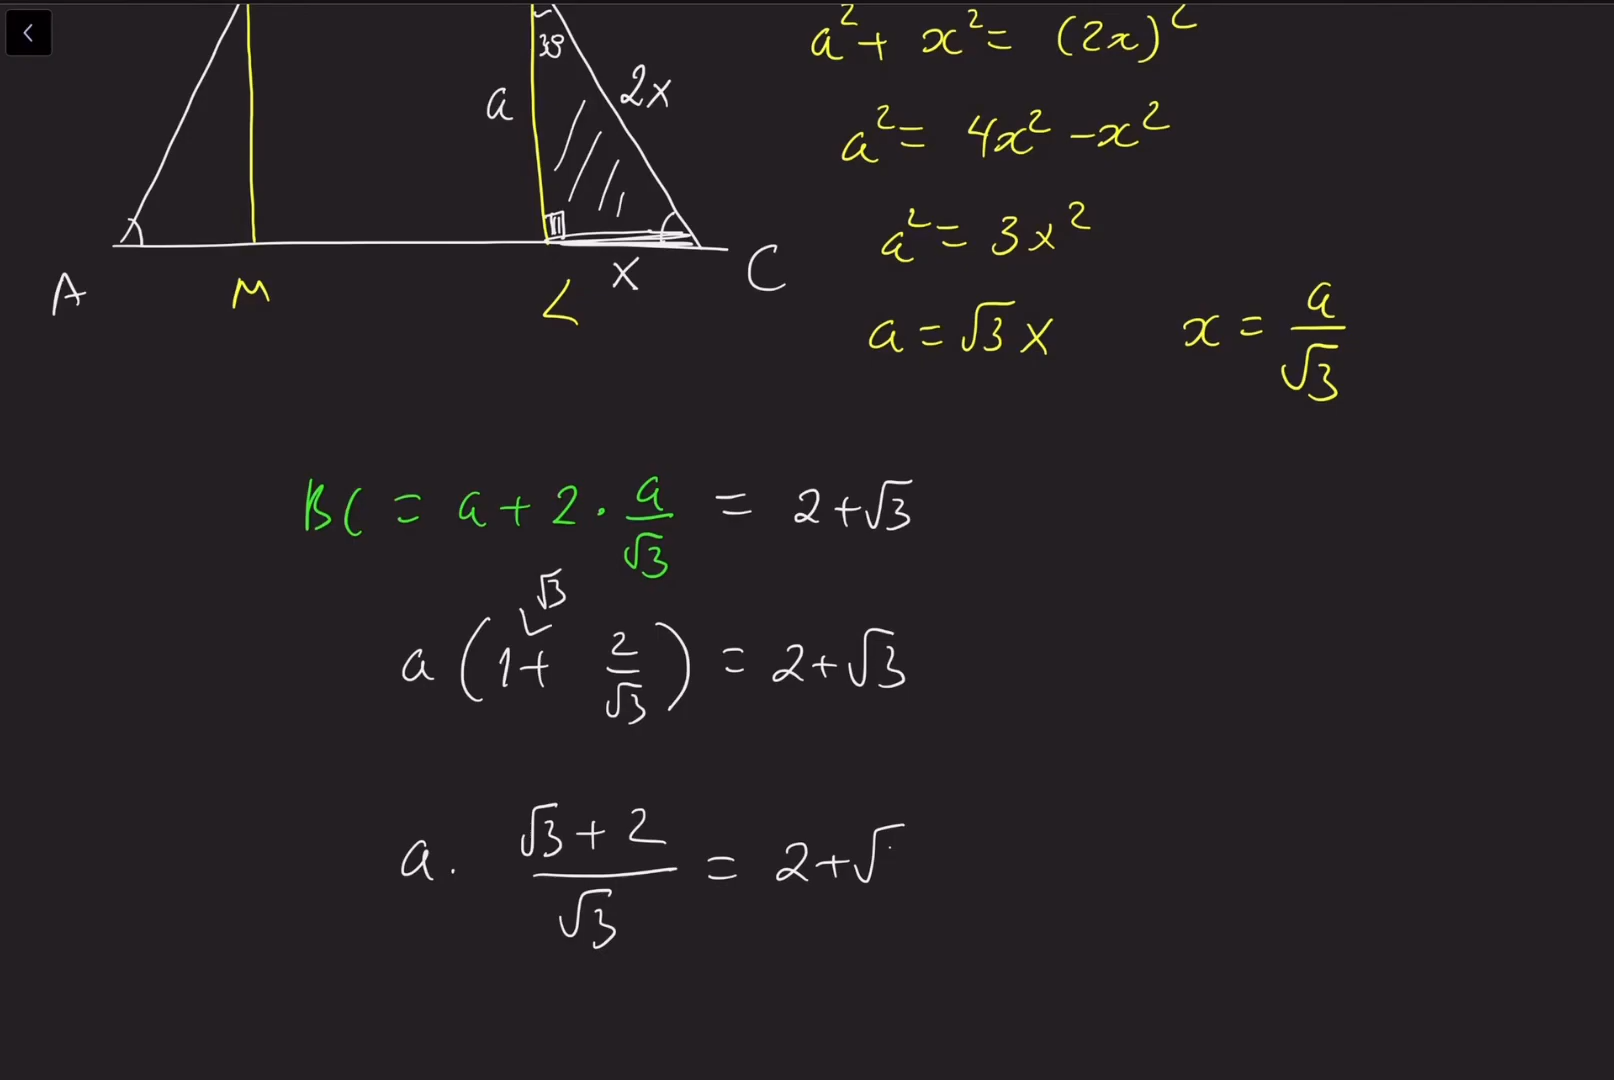 38
a
2x
A
M
L
x
C
a² + x² = (2x)²
a² = 4x² - x²
a² = 3x²
a = √3 x
x = a/√3
BC = a + 2 · a/√3 = 2 + √3
√3
a (1 + 2/√3) = 2 + √3
a · (√3 + 2)/√3 = 2 + √